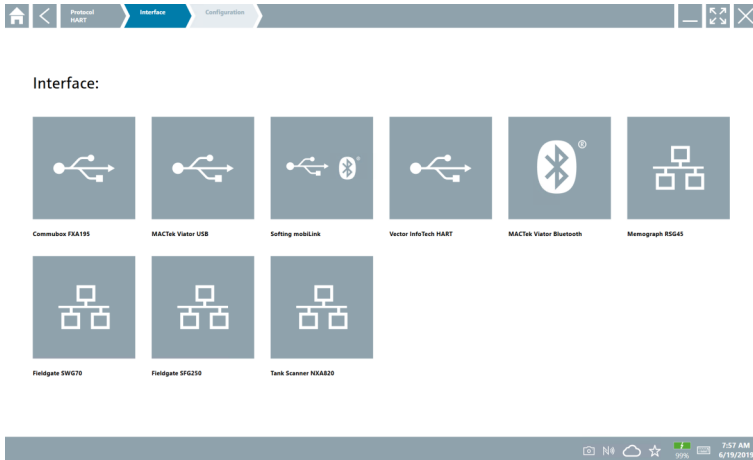 Protocol
HART
Interface
Configuration
Interface:
Commubox FXA195
MACTek Viator USB
Softing mobiLink
Vector InfoTech HART
MACTek Viator Bluetooth
Memograph RSG45
Fieldgate SWG70
Fieldgate SFG250
Tank Scanner NXA820
99%
7:57 AM
6/19/2019